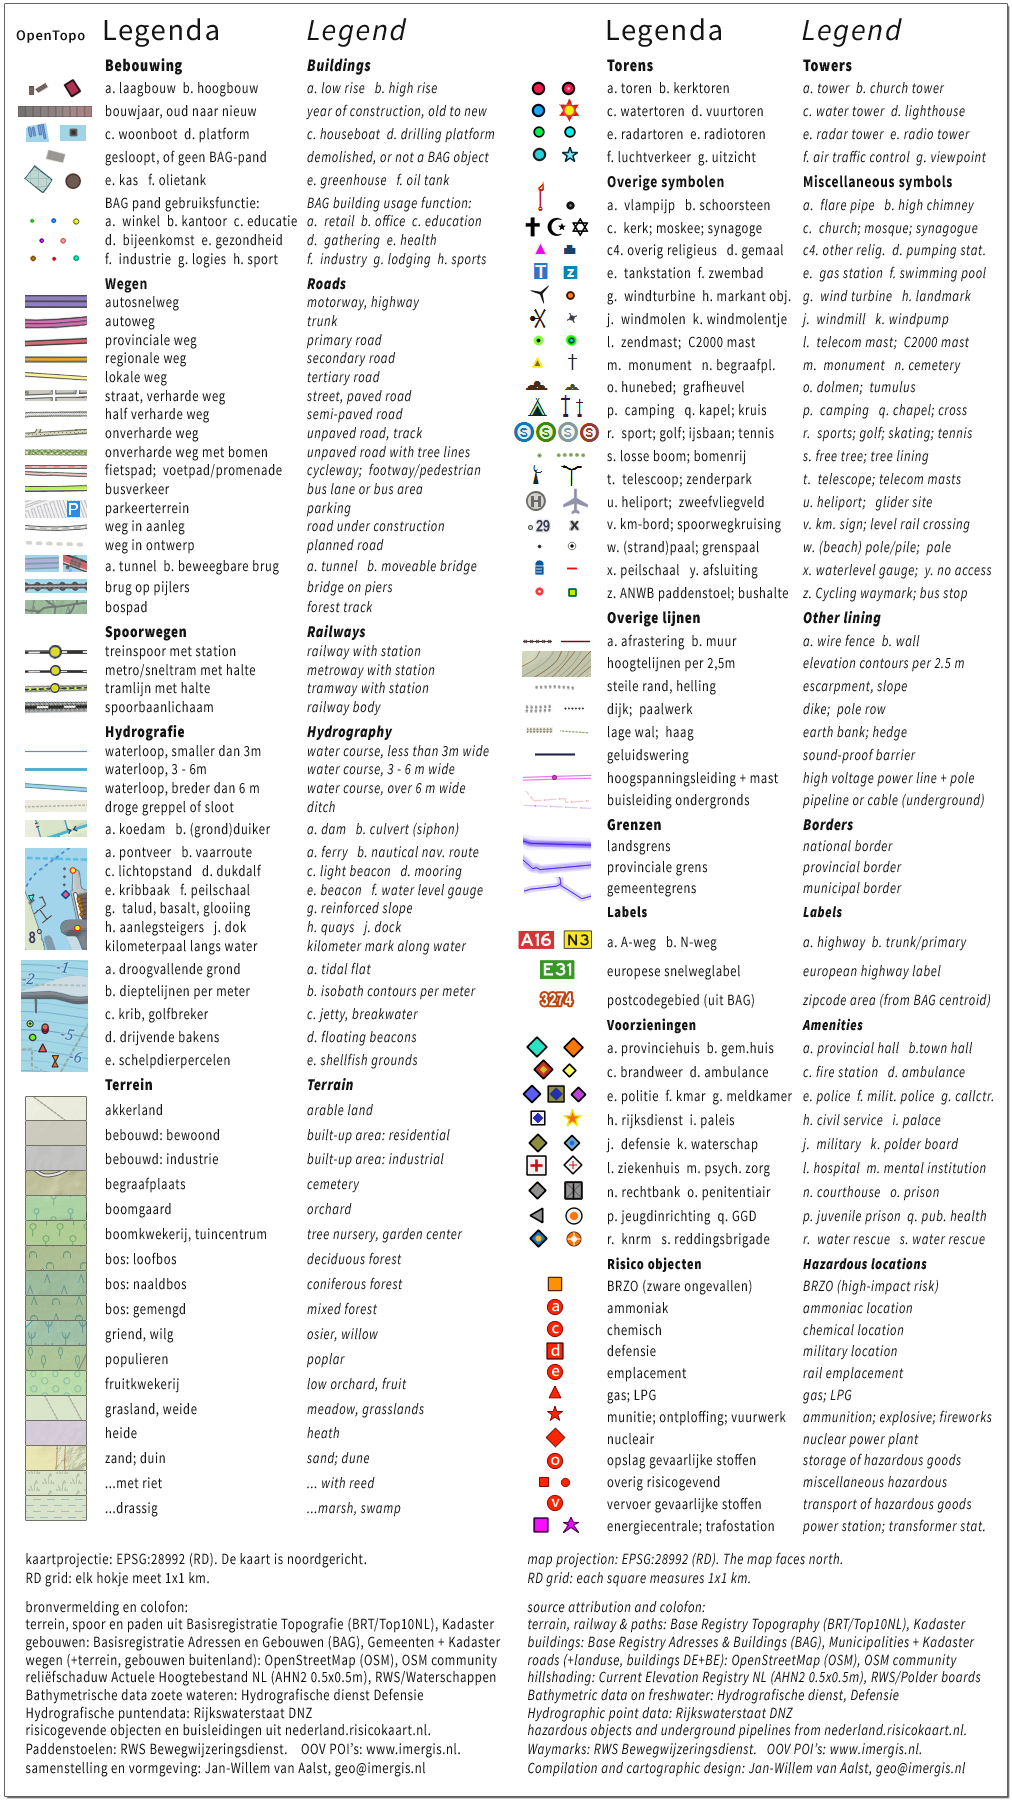 OpenTopo Legenda Legend
Bebouwing Buildings
a. laagbouw b. hoogbouw a. low rise b. high rise
bouwjaar, oud naar nieuw year of construction, old to new
c. woonboot d. platform c. houseboat d. drilling platform
gesloopt, of geen BAG-pand demolished, or not a BAG object
e. kas f. olietank e. greenhouse f. oil tank
BAG pand gebruiksfunctie: BAG building usage function:
a. winkel b. kantoor c. educatie a. retail b. office c. education
d. bijeenkomst e. gezondheid d. gathering e. health
f. industrie g. logies h. sport f. industry g. lodging h. sports
Wegen Roads
autosnelweg motorway, highway
autoweg trunk
provinciale weg primary road
regionale weg secondary road
lokale weg tertiary road
straat, verharde weg street, paved road
half verharde weg semi-paved road
onverharde weg unpaved road, track
onverharde weg met bomen unpaved road with tree lines
fietspad; voetpad/promenade cycleway; footway/pedestrian
busverkeer bus lane or bus area
P parkeerterrein parking
weg in aanleg road under construction
weg in ontwerp planned road
a. tunnel b. beweegbare brug a. tunnel b. moveable bridge
brug op pijlers bridge on piers
bospad forest track
Spoorwegen Railways
treinspoor met station railway with station
metro/sneltram met halte metroway with station
tramlijn met halte tramway with station
spoorbaanlichaam railway body
Hydrografie Hydrography
waterloop, smaller dan 3m water course, less than 3m wide
waterloop, 3 - 6m water course, 3 - 6 m wide
waterloop, breder dan 6 m water course, over 6 m wide
droge greppel of sloot ditch
a. koedam b. (grond)duiker a. dam b. culvert (siphon)
a. pontveer b. vaarroute a. ferry b. nautical nav. route
c. lichtopstand d. dukdalf c. light beacon d. mooring
e. kribbaak f. peilschaal e. beacon f. water level gauge
g. talud, basalt, glooiing g. reinforced slope
h. aanlegsteigers j. dok h. quays j. dock
8 kilometerpaal langs water kilometer mark along water
-1 a. droogvallende grond a. tidal flat
-2 b. dieptelijnen per meter b. isobath contours per meter
c. krib, golfbreker c. jetty, breakwater
-5 d. drijvende bakens d. floating beacons
-6 e. schelpdierpercelen e. shellfish grounds
Terrein Terrain
akkerland arable land
bebouwd: bewoond built-up area: residential
bebouwd: industrie built-up area: industrial
begraafplaats cemetery
boomgaard orchard
boomkwekerij, tuincentrum tree nursery, garden center
bos: loofbos deciduous forest
bos: naaldbos coniferous forest
bos: gemengd mixed forest
griend, wilg osier, willow
populieren poplar
fruitkwekerij low orchard, fruit
grasland, weide meadow, grasslands
heide heath
zand; duin sand; dune
...met riet ... with reed
...drassig ...marsh, swamp
kaartprojectie: EPSG:28992 (RD). De kaart is noordgericht.
RD grid: elk hokje meet 1x1 km.
bronvermelding en colofon:
terrein, spoor en paden uit Basisregistratie Topografie (BRT/Top10NL), Kadaster
gebouwen: Basisregistratie Adressen en Gebouwen (BAG), Gemeenten + Kadaster
wegen (+terrein, gebouwen buitenland): OpenStreetMap (OSM), OSM community
reliëfschaduw Actuele Hoogtebestand NL (AHN2 0.5x0.5m), RWS/Waterschappen
Bathymetrische data zoete wateren: Hydrografische dienst Defensie
Hydrografische puntendata: Rijkswaterstaat DNZ
risicogevende objecten en buisleidingen uit nederland.risicokaart.nl.
Paddenstoelen: RWS Bewegwijzeringsdienst. OOV POI's: www.imergis.nl.
samenstelling en vormgeving: Jan-Willem van Aalst, geo@imergis.nl
Legenda Legend
Torens Towers
a. toren b. kerktoren a. tower b. church tower
c. watertoren d. vuurtoren c. water tower d. lighthouse
e. radartoren e. radiotoren e. radar tower e. radio tower
f. luchtverkeer g. uitzicht f. air traffic control g. viewpoint
Overige symbolen Miscellaneous symbols
a. vlampijp b. schoorsteen a. flare pipe b. high chimney
c. kerk; moskee; synagoge c. church; mosque; synagogue
c4. overig religieus d. gemaal c4. other relig. d. pumping stat.
T z e. tankstation f. zwembad e. gas station f. swimming pool
g. windturbine h. markant obj. g. wind turbine h. landmark
j. windmolen k. windmolentje j. windmill k. windpump
l. zendmast; C2000 mast l. telecom mast; C2000 mast
m. monument n. begraafpl. m. monument n. cemetery
o. hunebed; grafheuvel o. dolmen; tumulus
p. camping q. kapel; kruis p. camping q. chapel; cross
S S S S r. sport; golf; ijsbaan; tennis r. sports; golf; skating; tennis
s. losse boom; bomenrij s. free tree; tree lining
t. telescoop; zenderpark t. telescope; telecom masts
H u. heliport; zweefvliegveld u. heliport; glider site
29 x v. km-bord; spoorwegkruising v. km. sign; level rail crossing
w. (strand)paal; grenspaal w. (beach) pole/pile; pale
x. peilschaal y. afsluiting x. waterlevel gauge; y. no access
z. ANWB paddenstoel; bushalte z. Cycling waymark; bus stop
Overige lijnen Other lining
a. afrastering b. muur a. wire fence b. wall
hoogtelijnen per 2,5m elevation contours per 2.5 m
steile rand, helling escarpment, slope
dijk; paalwerk dike; pole row
lage wal; haag earth bank; hedge
geluidswering sound-proof barrier
hoogspanningsleiding + mast high voltage power line + pole
buisleiding ondergronds pipeline or cable (underground)
Grenzen Borders
landsgrens national border
provinciale grens provincial border
gemeentegrens municipal border
Labels Labels
A16 N3 a. A-weg b. N-weg a. highway b. trunk/primary
E31 europese snelweglabel european highway label
3274 postcodegebied (uit BAG) zipcode area (from BAG centroid)
Voorzieningen Amenities
a. provinciehuis b. gem.huis a. provincial hall b.town hall
c. brandweer d. ambulance c. fire station d. ambulance
e. politie f. kmar g. meldkamer e. police f. milit. police g. callctr.
h. rijksdienst i. paleis h. civil service i. palace
j. defensie k. waterschap j. military k. polder board
l. ziekenhuis m. psych. zorg l. hospital m. mental institution
n. rechtbank o. penitentiair n. courthouse o. prison
p. jeugdinrichting q. GGD p. juvenile prison q. pub. health
r. knrm s. reddingsbrigade r. water rescue s. water rescue
Risico objecten Hazardous locations
BRZO (zware ongevallen) BRZO (high-impact risk)
a ammoniak ammoniac location
c chemisch chemical location
d defensie military location
e emplacement rail emplacement
gas; LPG gas; LPG
munitie; ontploffing; vuurwerk ammunition; explosive; fireworks
nucleair nuclear power plant
o opslag gevaarlijke stoffen storage of hazardous goods
overig risicogevend miscellaneous hazardous
v vervoer gevaarlijke stoffen transport of hazardous goods
energiecentrale; trafostation power station; transformer stat.
map projection: EPSG:28992 (RD). The map faces north.
RD grid: each square measures 1x1 km.
source attribution and colofon:
terrain, railway & paths: Base Registry Topography (BRT/Top10NL), Kadaster
buildings: Base Registry Adresses & Buildings (BAG), Municipalities + Kadaster
roads (+landuse, buildings DE+BE): OpenStreetMap (OSM), OSM community
hillshading: Current Elevation Registry NL (AHN2 0.5x0.5m), RWS/Polder boards
Bathymetric data on freshwater: Hydrografische dienst, Defensie
Hydrographic point data: Rijkswaterstaat DNZ
hazardous objects and underground pipelines from nederland.risicokaart.nl.
Waymarks: RWS Bewegwijzeringsdienst. OOV POI's: www.imergis.nl.
Compilation and cartographic design: Jan-Willem van Aalst, geo@imergis.nl